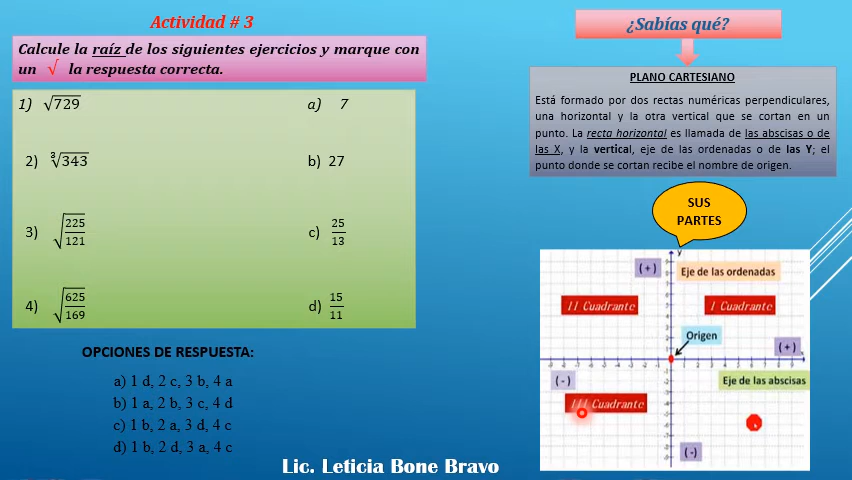 Actividad # 3
Calcule la raíz de los siguientes ejercicios y marque con
un √ la respuesta correcta.
1) √729 a) 7
2) ∛343 b) 27
3) √225/121 c) 25/13
4) √625/169 d) 15/11
OPCIONES DE RESPUESTA:
a) 1 d, 2 c, 3 b, 4 a
b) 1 a, 2 b, 3 c, 4 d
c) 1 b, 2 a, 3 d, 4 c
d) 1 b, 2 d, 3 a, 4 c
Lic. Leticia Bone Bravo
¿Sabías qué?
PLANO CARTESIANO
Está formado por dos rectas numéricas perpendiculares,
una horizontal y la otra vertical que se cortan en un
punto. La recta horizontal es llamada de las abscisas o de
las X, y la vertical, eje de las ordenadas o de las Y; el
punto donde se cortan recibe el nombre de origen.
SUS
PARTES
y
(+) Eje de las ordenadas
II Cuadrante I Cuadrante
Origen
(+)
(-) Eje de las abscisas
III Cuadrante
(-)